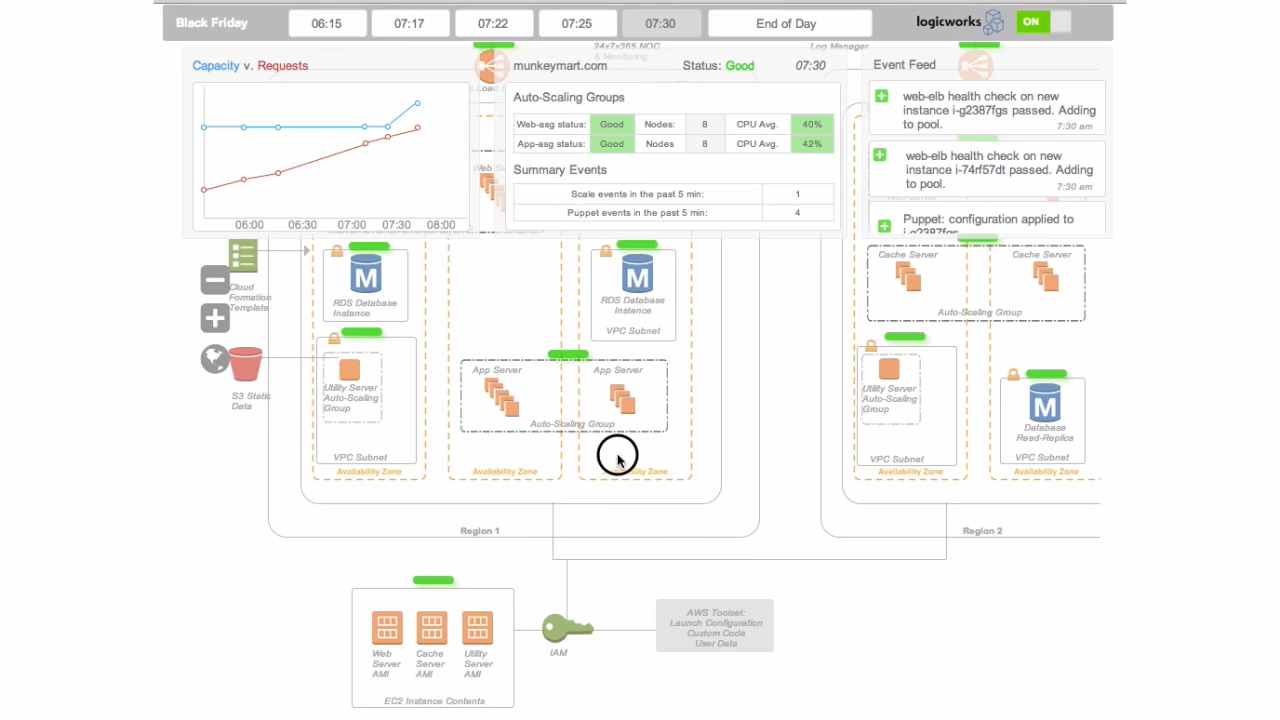 Black Friday
06:15
07:17
07:22
07:25
07:30
End of Day
logicworks
ON
24x7x365 NOC
& Monitoring
Log Manager
Capacity v. Requests
06:00
06:30
07:00
07:30
08:00
munkeymart.com
Status: Good
07:30
Auto-Scaling Groups
Web-asg status: Good Nodes: 8 CPU Avg. 40%
App-asg status: Good Nodes 8 CPU Avg. 42%
Summary Events
Scale events in the past 5 min: 1
Puppet events in the past 5 min: 4
Event Feed
web-elb health check on new
instance i-g2387fgs passed. Adding
to pool.
7:30 am
web-elb health check on new
instance i-74rf57dt passed. Adding
to pool.
7:30 am
Puppet: configuration applied to
i-g2387fgs
Cloud
Formation
Template
S3 Static
Data
M
RDS Database
Instance
Utility Server
Auto-Scaling
Group
VPC Subnet
Availability Zone
App Server
App Server
Auto-Scaling Group
Availability Zone
M
RDS Database
Instance
VPC Subnet
Zone
Region 1
Cache Server
Cache Server
Auto-Scaling Group
Utility Server
Auto-Scaling
Group
VPC Subnet
Availability Zone
M
Database
Read-Replica
VPC Subnet
Availability Zone
Region 2
Web
Server
AMI
Cache
Server
AMI
Utility
Server
AMI
EC2 Instance Contents
IAM
AWS Toolset:
Launch Configuration
Custom Code
User Data